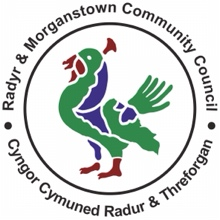 Radyr & Morganstown Community Council
Cyngor Cymuned Radur & Threforgan